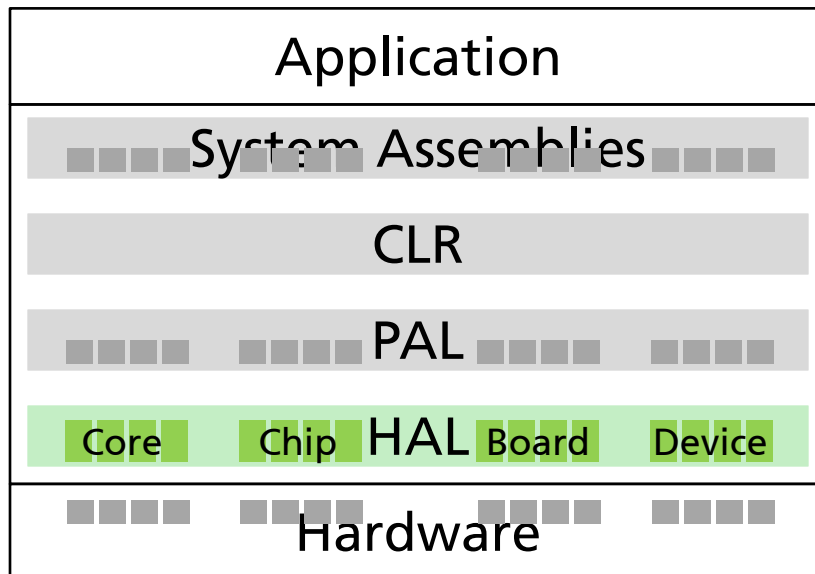 Application
System Assemblies
CLR
PAL
Core Chip HAL Board Device
Hardware